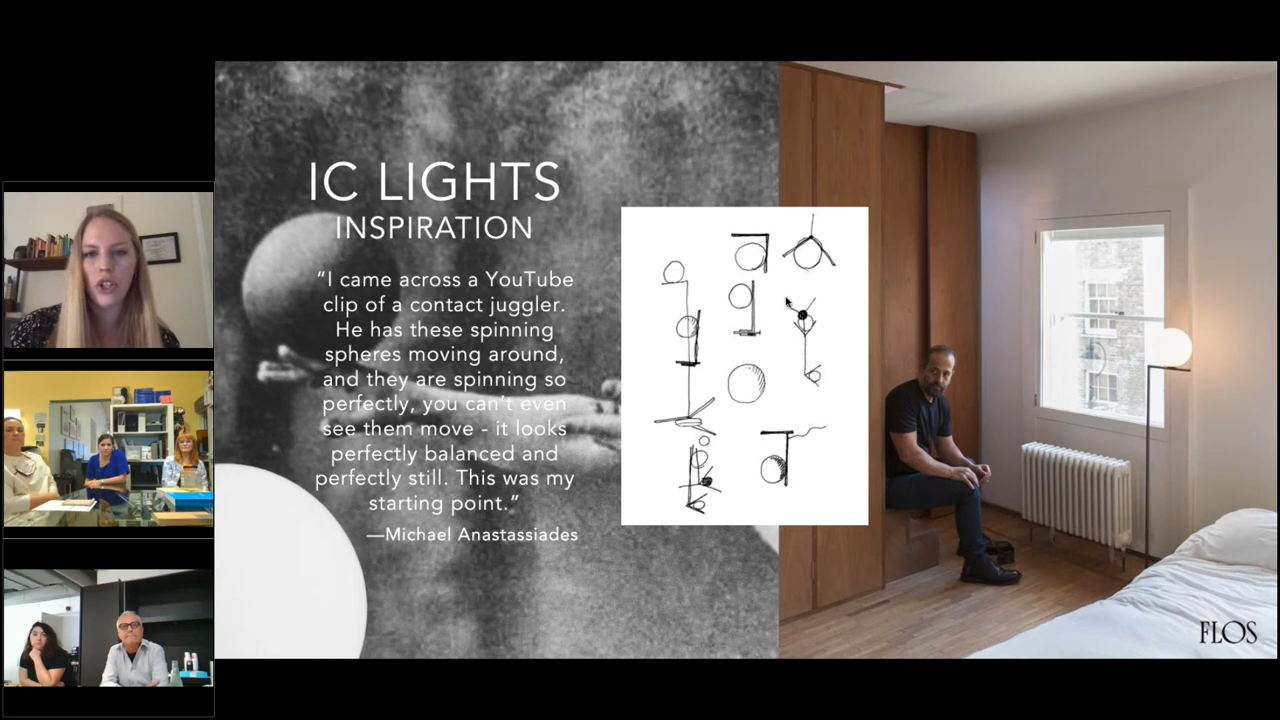 IC LIGHTS
INSPIRATION
“I came across a YouTube
clip of a contact juggler.
He has these spinning
spheres moving around,
and they are spinning so
perfectly, you can’t even
see them move - it looks
perfectly balanced and
perfectly still. This was my
starting point.”
—Michael Anastassiades
FLOS